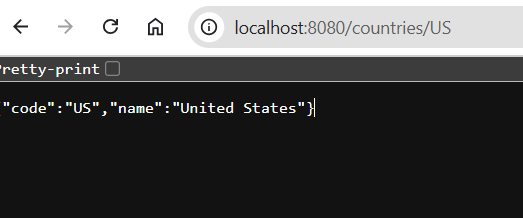 localhost:8080/countries/US
Pretty-print
{"code":"US","name":"United States"}